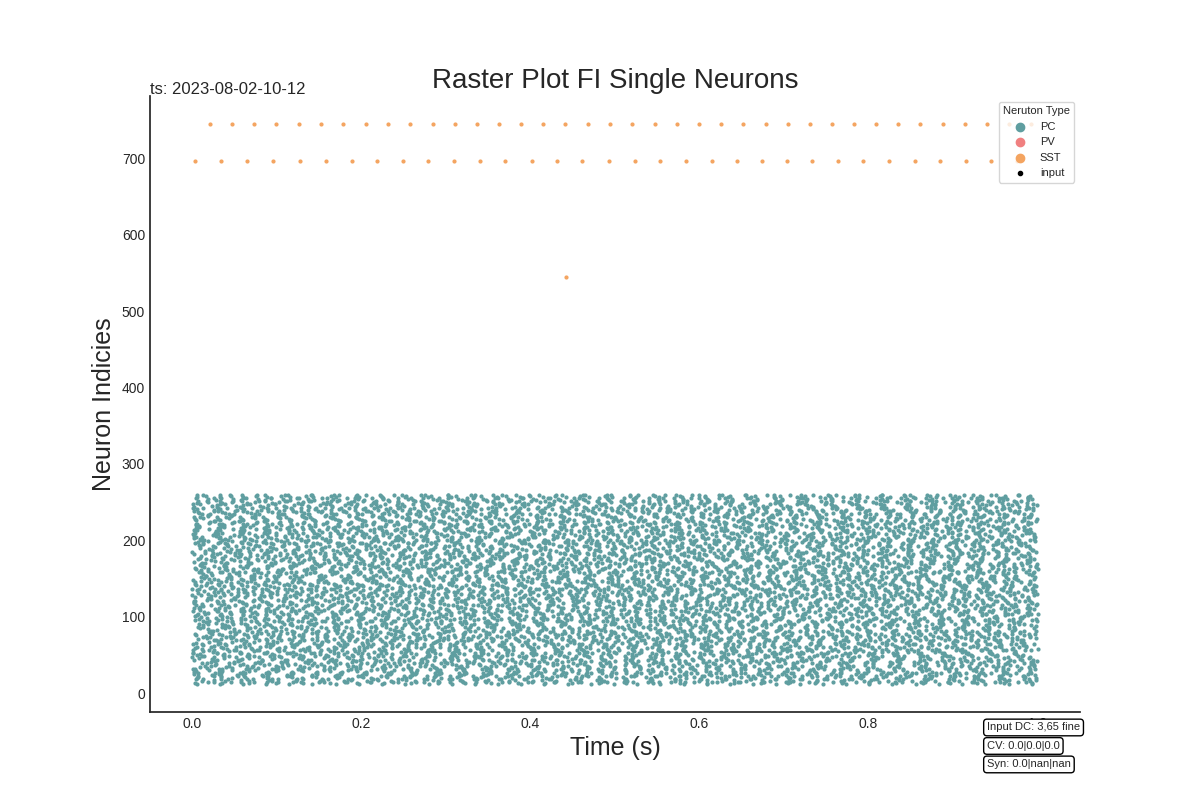 Raster Plot FI Single Neurons
ts: 2023-08-02-10-12
Neruton Type
PC
PV
SST
input
Neuron Indicies
700
600
500
400
300
200
100
0
0.0 0.2 0.4 0.6 0.8
Time (s)
Input DC: 3,65 fine
CV: 0.0|0.0|0.0
Syn: 0.0|nan|nan